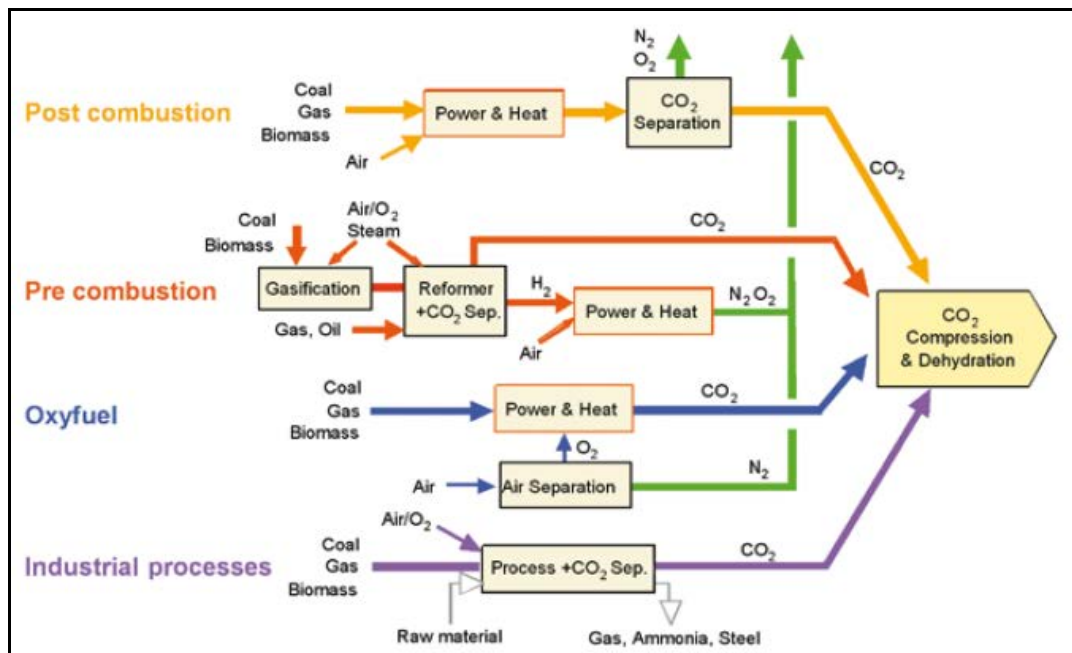 N₂
O₂
Coal
Gas
Biomass
Post combustion
Power & Heat
CO₂
Separation
Air
CO₂
Coal
Biomass
Air/O₂
Steam
CO₂
Pre combustion
Gasification
Reformer
+CO₂ Sep.
H₂
Power & Heat
N₂O₂
Gas, Oil
Air
CO₂
Compression
& Dehydration
Oxyfuel
Coal
Gas
Biomass
Power & Heat
CO₂
O₂
Air
Air Separation
N₂
Industrial processes
Air/O₂
Coal
Gas
Biomass
Process +CO₂ Sep.
CO₂
Raw material
Gas, Ammonia, Steel